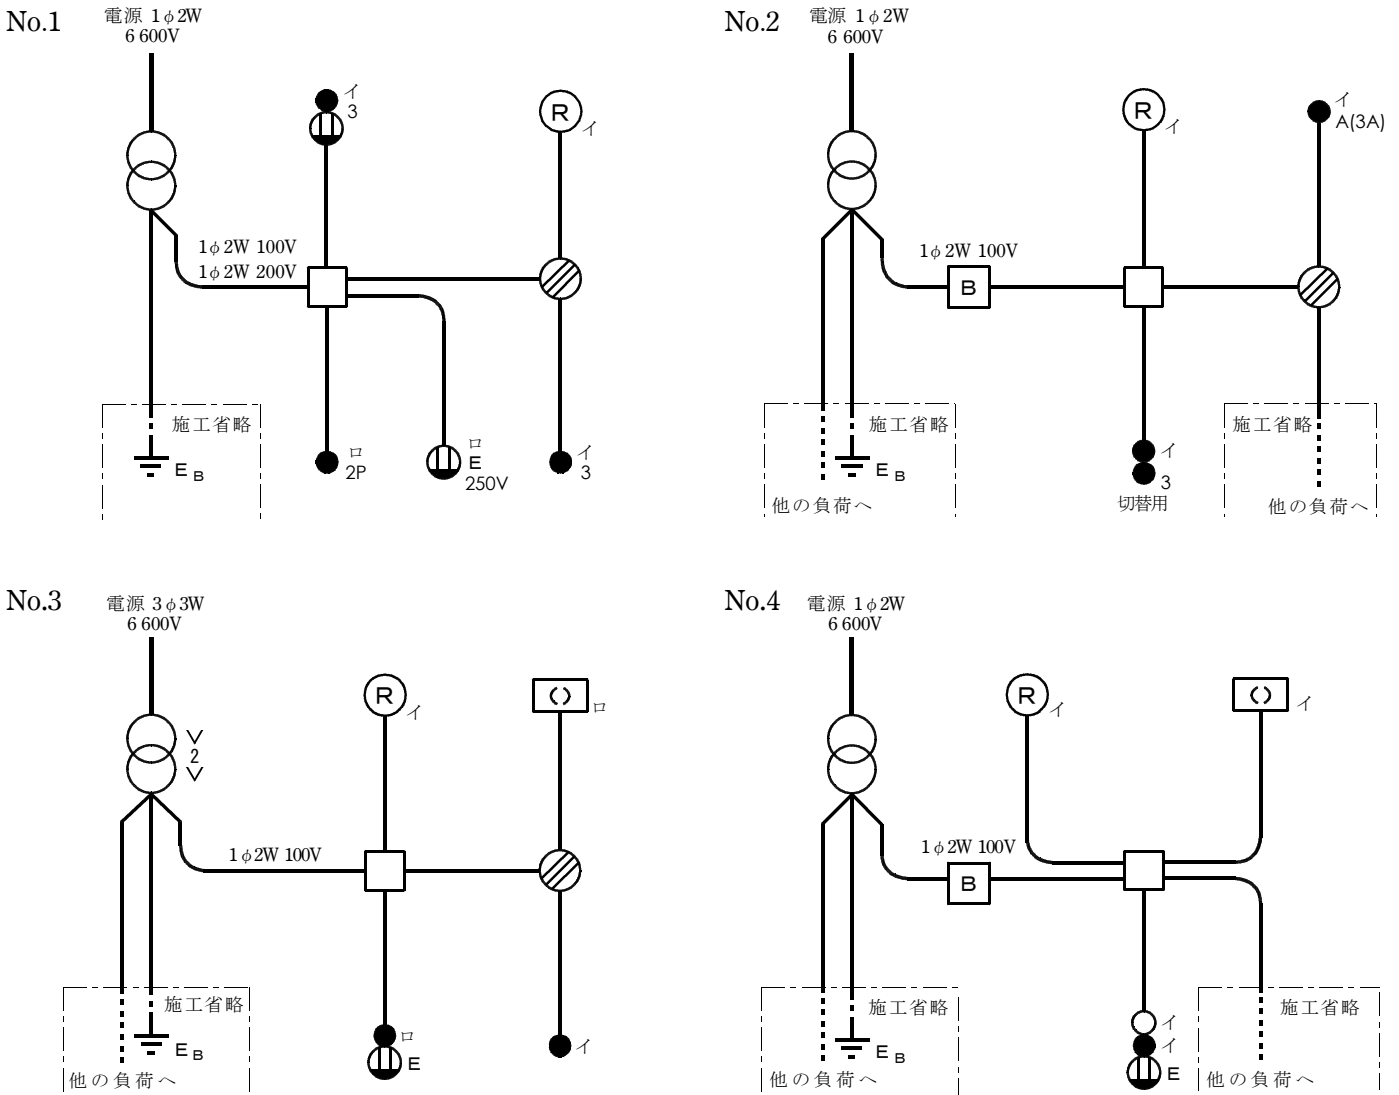 No.1
電源 1φ2W
6 600V
イ
3
R
イ
1φ2W 100V
1φ2W 200V
施工省略
EB
ロ
2P
ロ
E
250V
イ
3
No.2
電源 1φ2W
6 600V
R
イ
イ
A(3A)
1φ2W 100V
B
施工省略
EB
他の負荷へ
イ
3
切替用
施工省略
他の負荷へ
No.3
電源 3φ3W
6 600V
V
2
V
R
イ
( )
ロ
1φ2W 100V
施工省略
EB
他の負荷へ
ロ
E
イ
No.4
電源 1φ2W
6 600V
R
イ
( )
イ
1φ2W 100V
B
施工省略
EB
他の負荷へ
イ
イ
E
施工省略
他の負荷へ